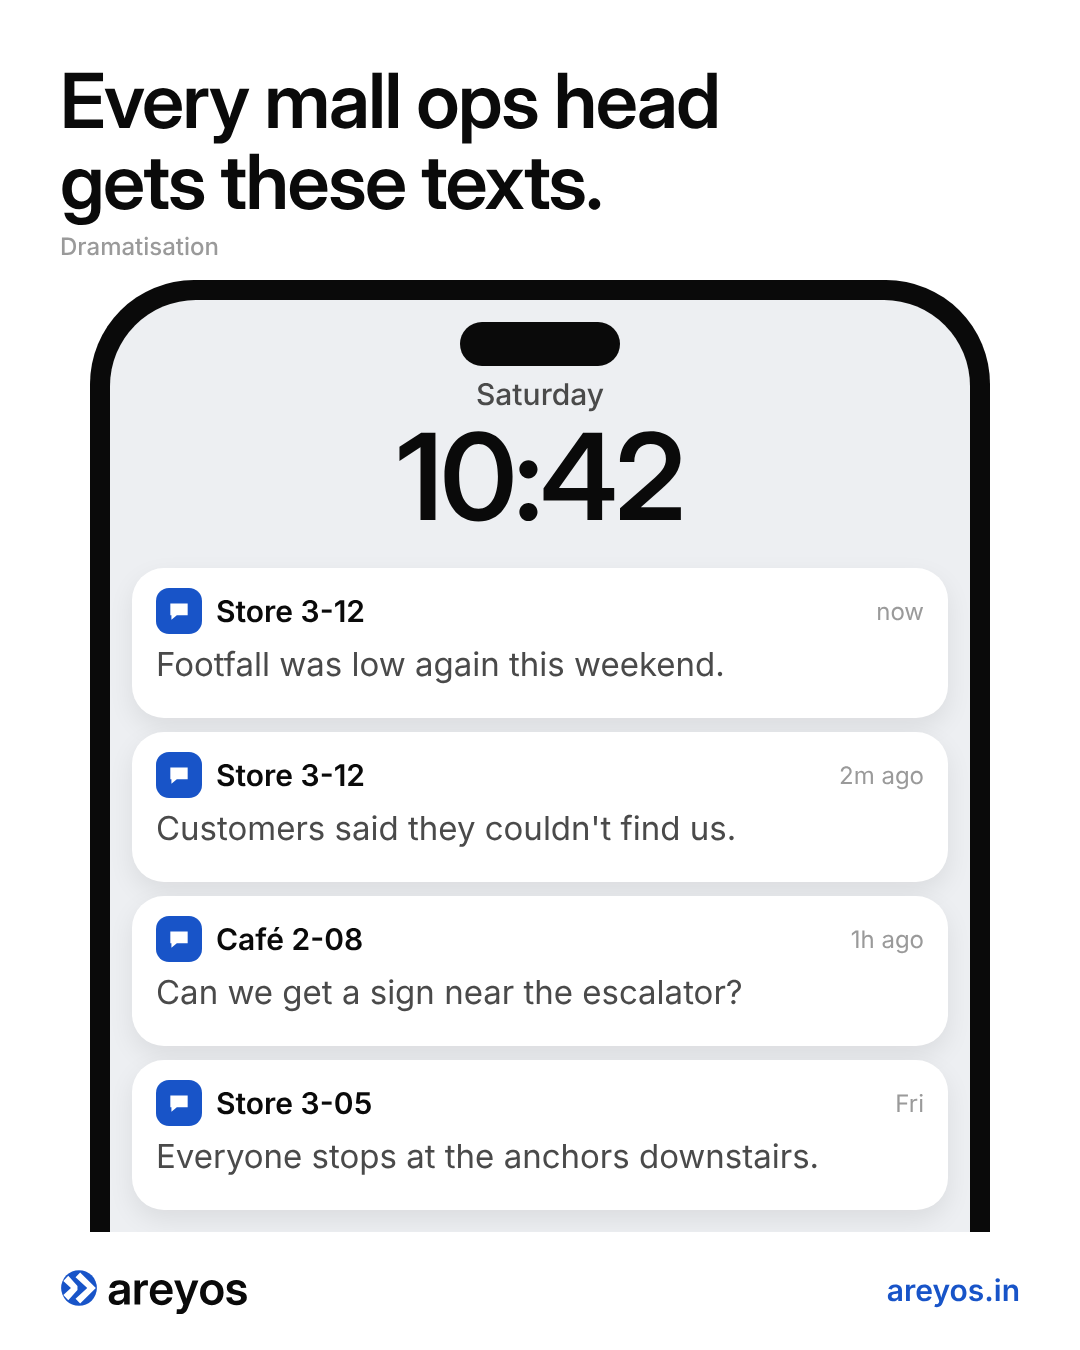 Every mall ops head
gets these texts.
Dramatisation
Saturday
10:42
Store 3-12
now
Footfall was low again this weekend.
Store 3-12
2m ago
Customers said they couldn't find us.
Café 2-08
1h ago
Can we get a sign near the escalator?
Store 3-05
Fri
Everyone stops at the anchors downstairs.
areyos
areyos.in